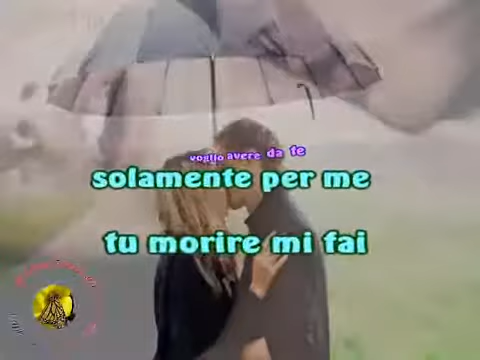 voglio avere da te
solamente per me
tu morire mi fai